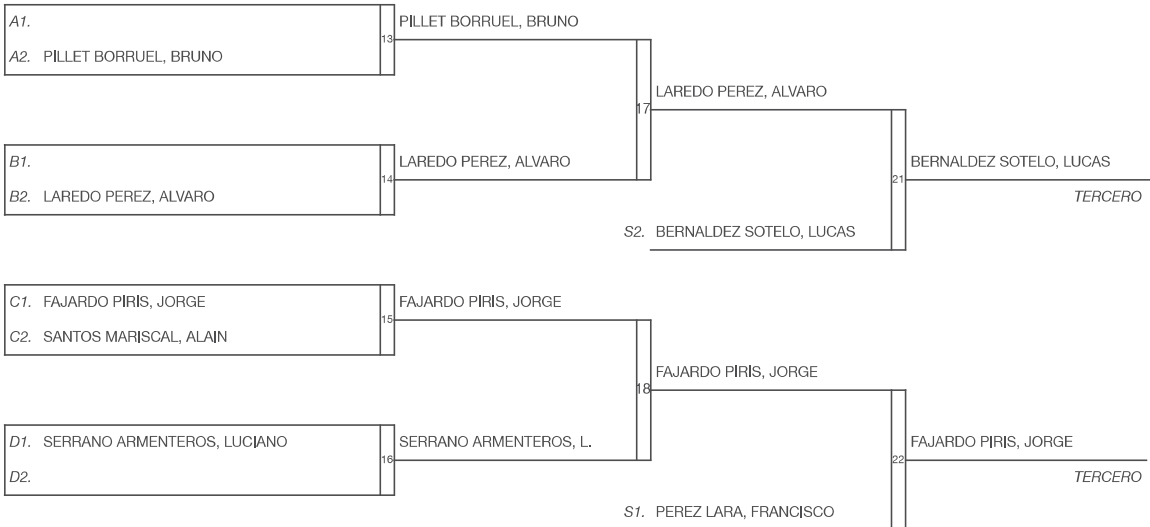 A1.
A2. PILLET BORRUEL, BRUNO
13
PILLET BORRUEL, BRUNO
B1.
B2. LAREDO PEREZ, ALVARO
14
LAREDO PEREZ, ALVARO
17
LAREDO PEREZ, ALVARO
S2. BERNALDEZ SOTELO, LUCAS
21
BERNALDEZ SOTELO, LUCAS
TERCERO
C1. FAJARDO PIRIS, JORGE
C2. SANTOS MARISCAL, ALAIN
15
FAJARDO PIRIS, JORGE
D1. SERRANO ARMENTEROS, LUCIANO
D2.
16
SERRANO ARMENTEROS, L.
18
FAJARDO PIRIS, JORGE
S1. PEREZ LARA, FRANCISCO
22
FAJARDO PIRIS, JORGE
TERCERO